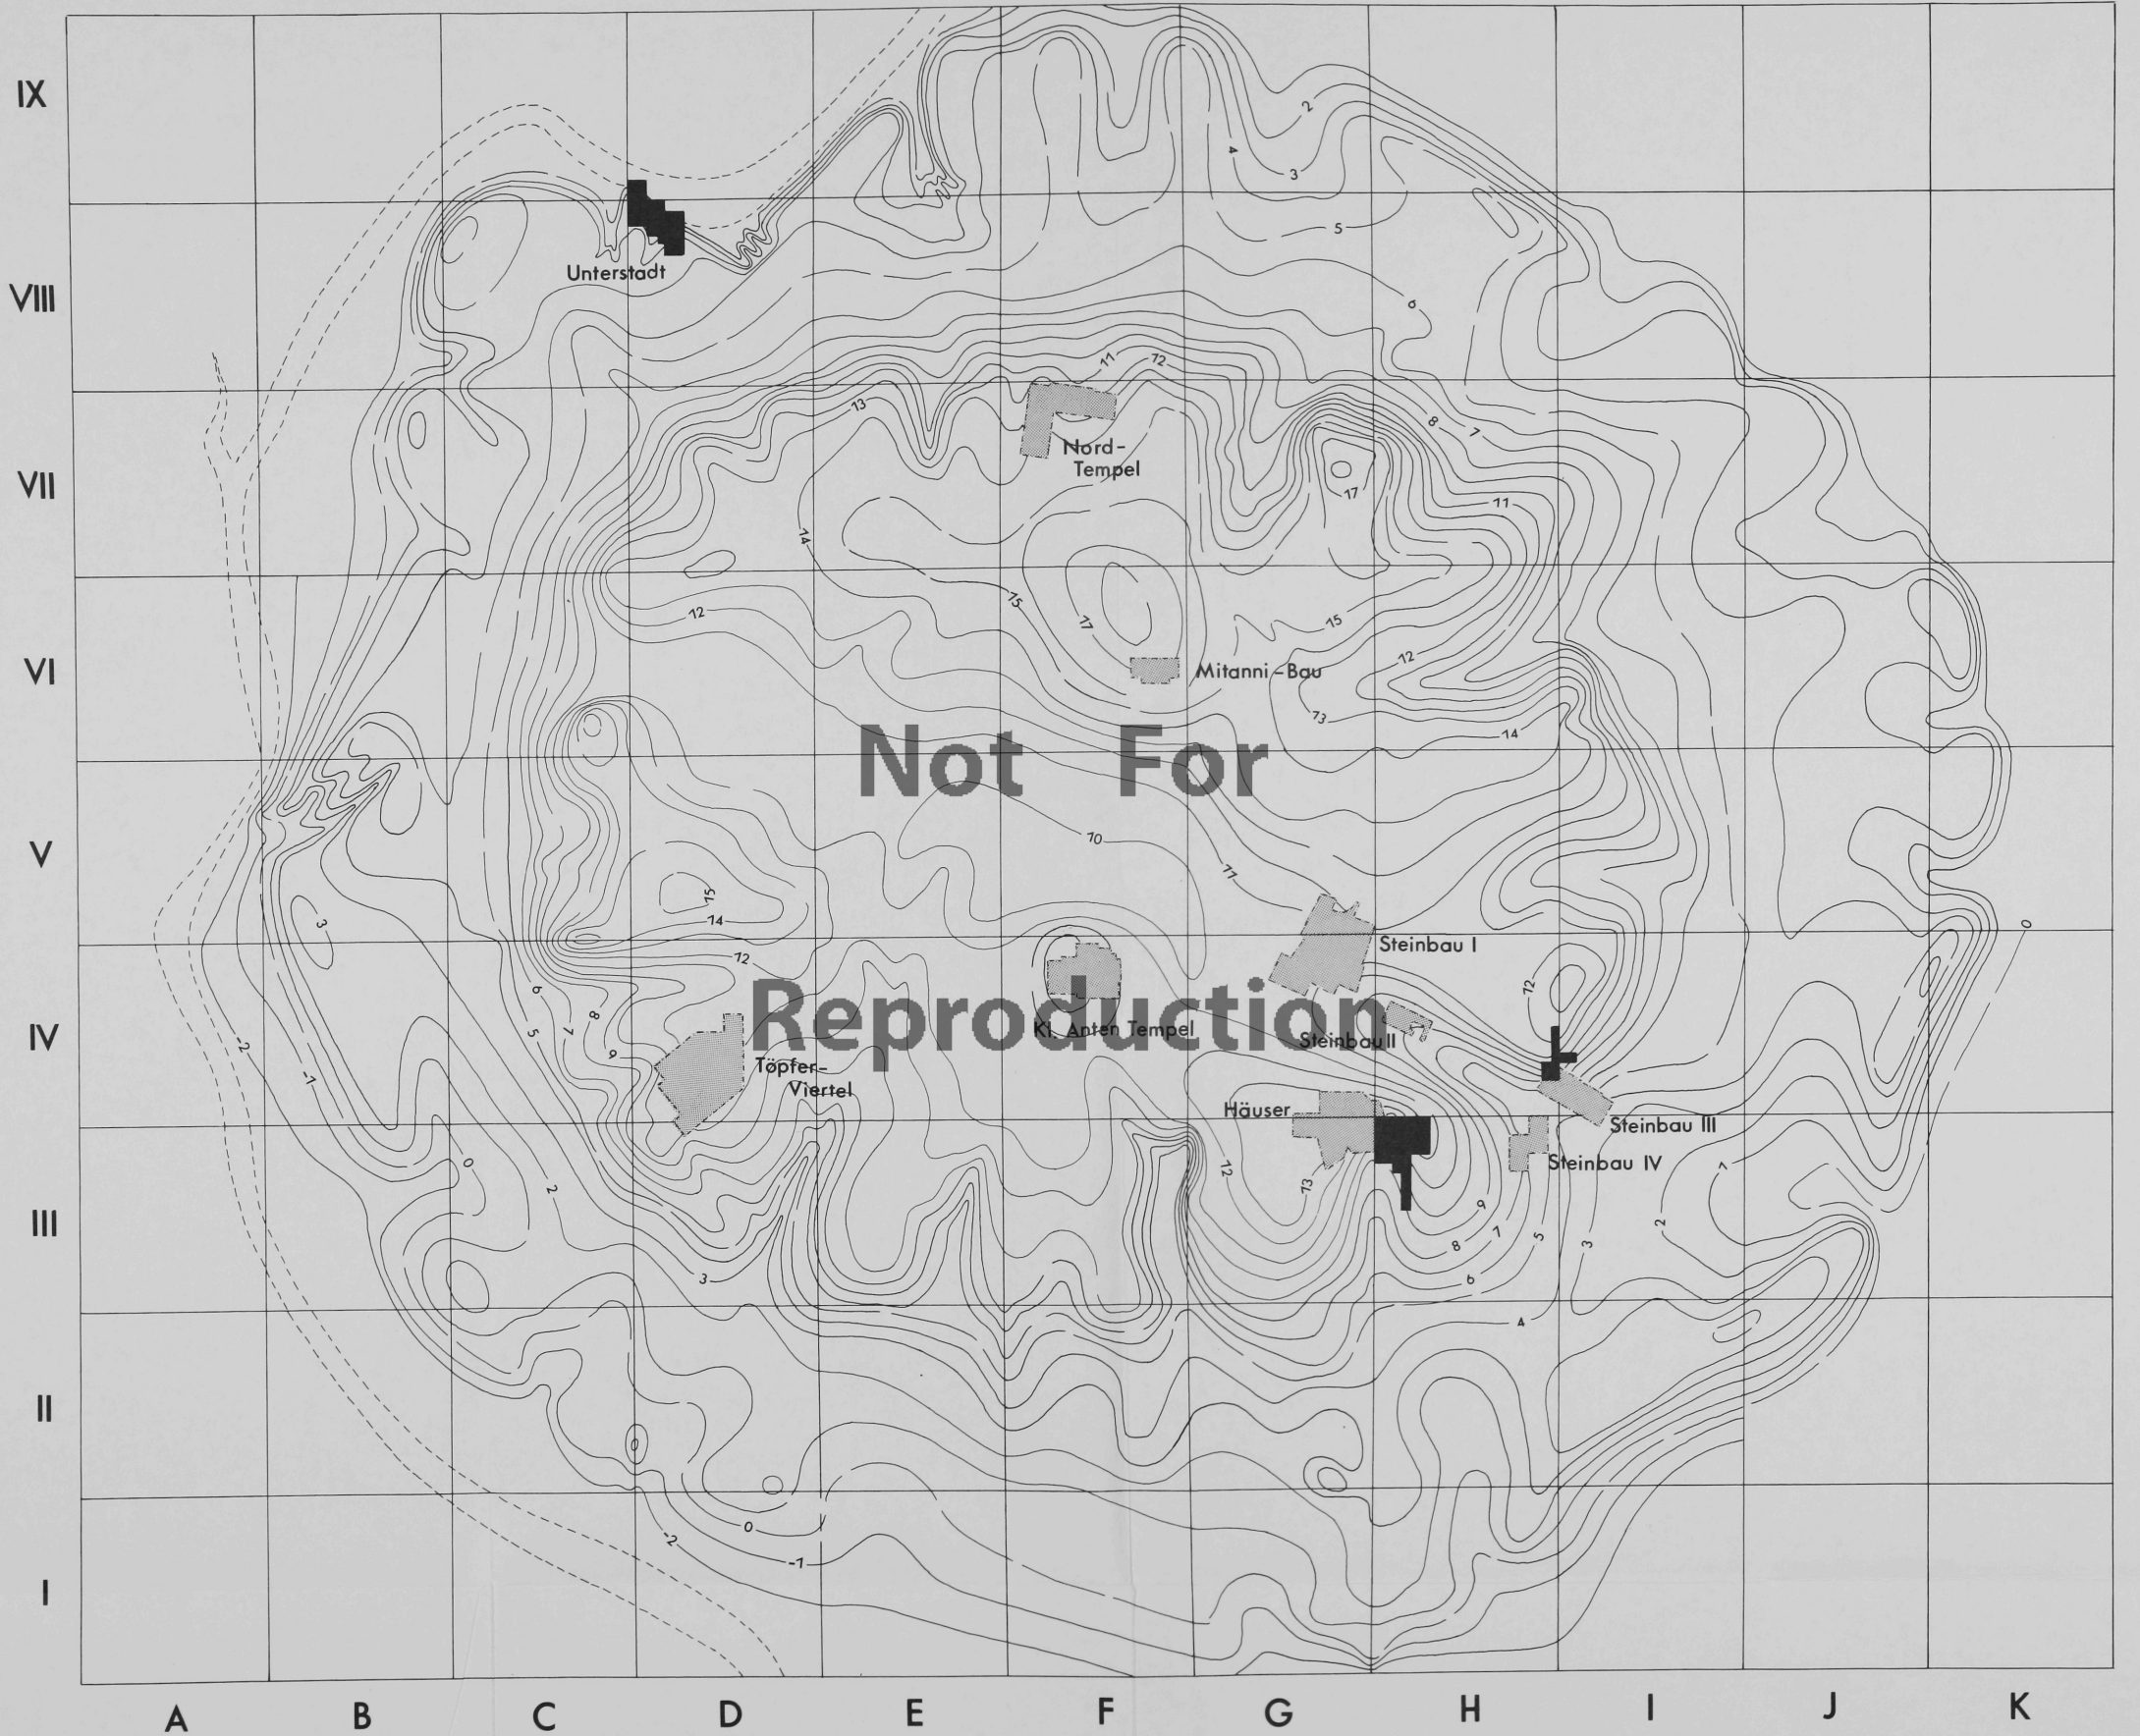 IX
2
4
3
5
Unterstadt
VIII
6
11
12
13
8
7
Nord-
Tempel
VII
17
11
14
15
12
17
15
VI
Mitanni-Bau
12
13
14
Not For
10
V
11
15
3
14
0
Steinbau I
12
6
12
8
5
7
Reproduction
IV
Kl. Anten Tempel
-2
Steinbau II
9
Töpfer-
Viertel
-1
Häuser
Steinbau III
0
Steinbau IV
12
1
2
13
9
III
2
7
5
8
3
3
6
4
II
0
0
-2
-1
I
A B C D E F G H I J K